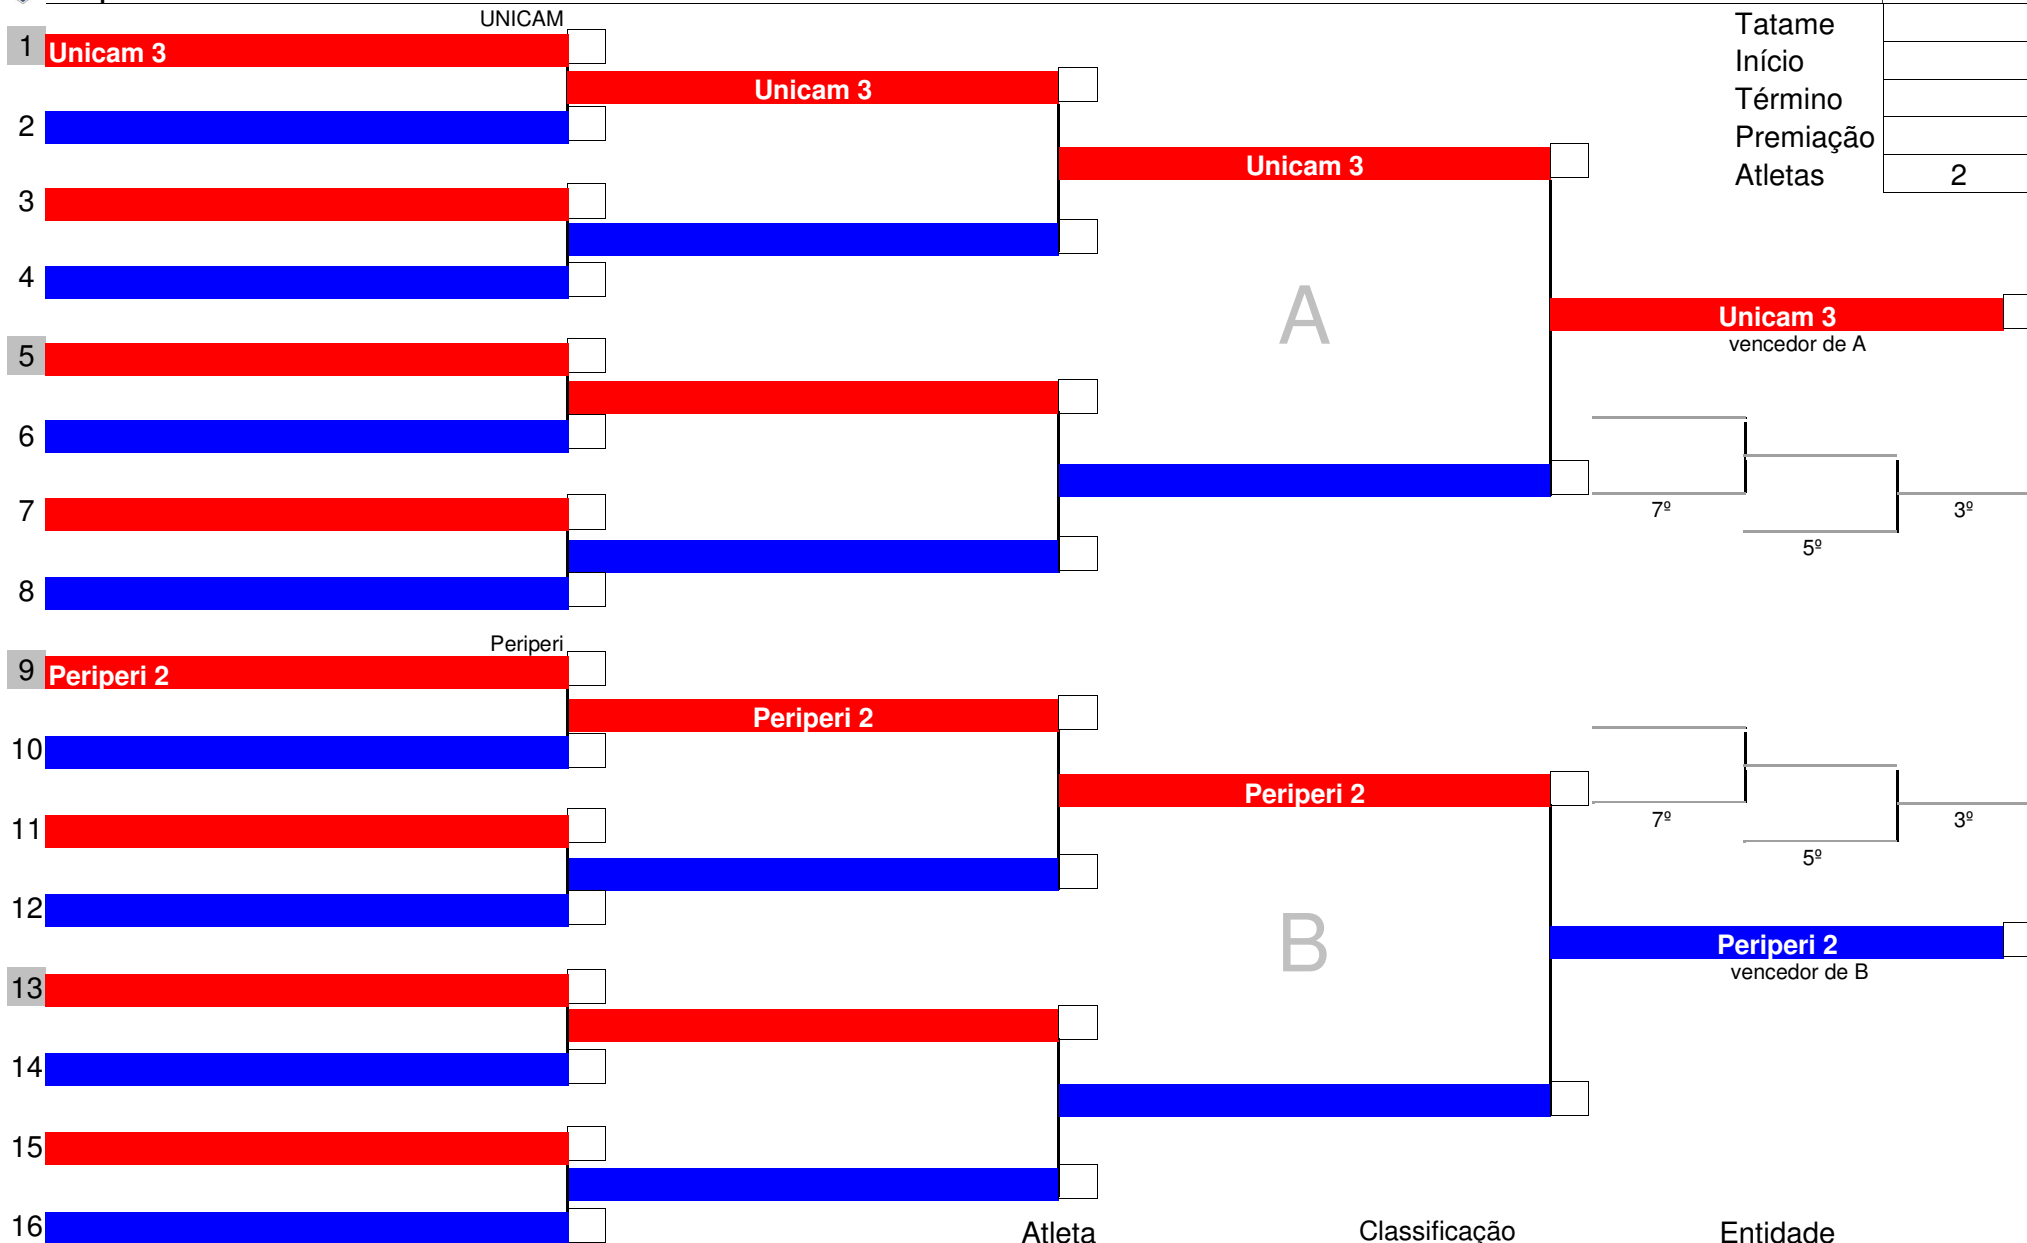 UNICAM
Tatame
1 Unicam 3
Início
Unicam 3
Término
2
Premiação
Unicam 3
Atletas 2
3
4
A
Unicam 3
5
vencedor de A
6
7
7º
3º
5º
8
Periperi
9 Periperi 2
Periperi 2
10
Periperi 2
11
7º
3º
5º
12
B
Periperi 2
vencedor de B
13
14
15
16
Atleta Classificação Entidade